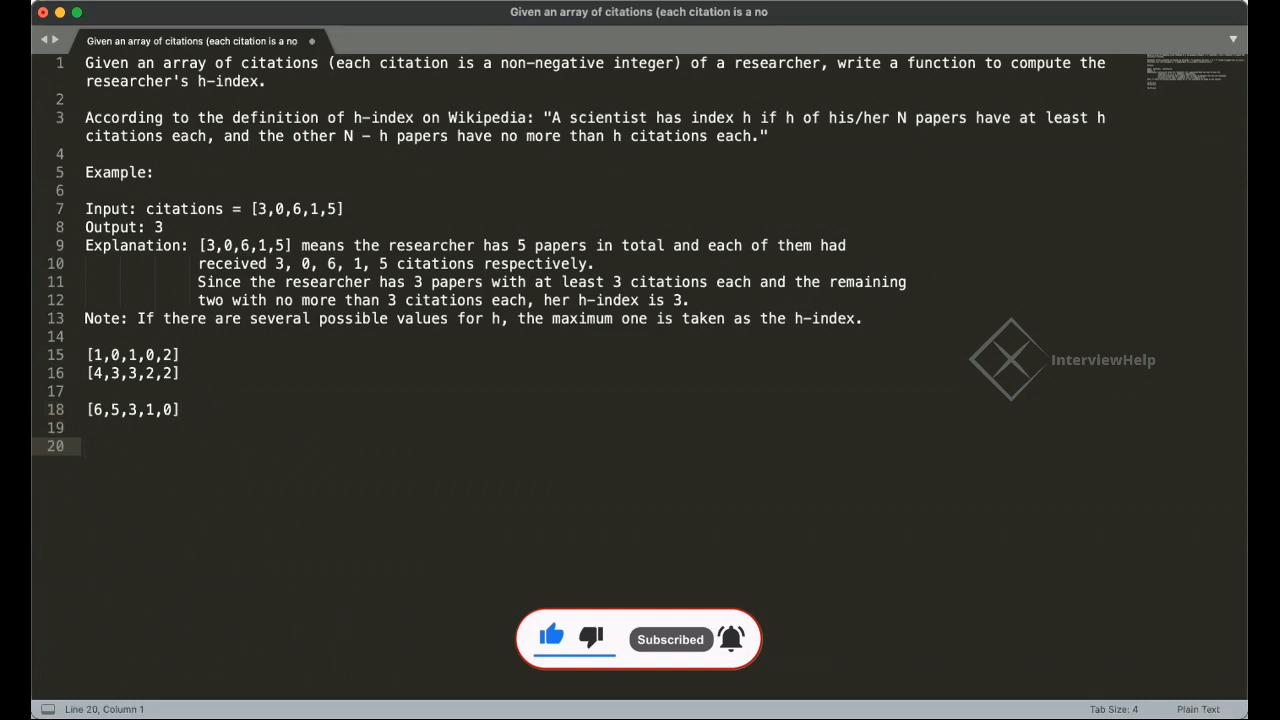 Given an array of citations (each citation is a no
Given an array of citations (each citation is a no
1 Given an array of citations (each citation is a non-negative integer) of a researcher, write a function to compute the
researcher's h-index.
2
3 According to the definition of h-index on Wikipedia: "A scientist has index h if h of his/her N papers have at least h
citations each, and the other N − h papers have no more than h citations each."
4
5 Example:
6
7 Input: citations = [3,0,6,1,5]
8 Output: 3
9 Explanation: [3,0,6,1,5] means the researcher has 5 papers in total and each of them had
10 received 3, 0, 6, 1, 5 citations respectively.
11 Since the researcher has 3 papers with at least 3 citations each and the remaining
12 two with no more than 3 citations each, her h-index is 3.
13 Note: If there are several possible values for h, the maximum one is taken as the h-index.
14
15 [1,0,1,0,2]
16 [4,3,3,2,2]
17
18 [6,5,3,1,0]
19
20
InterviewHelp
Subscribed
Line 20, Column 1
Tab Size: 4
Plain Text